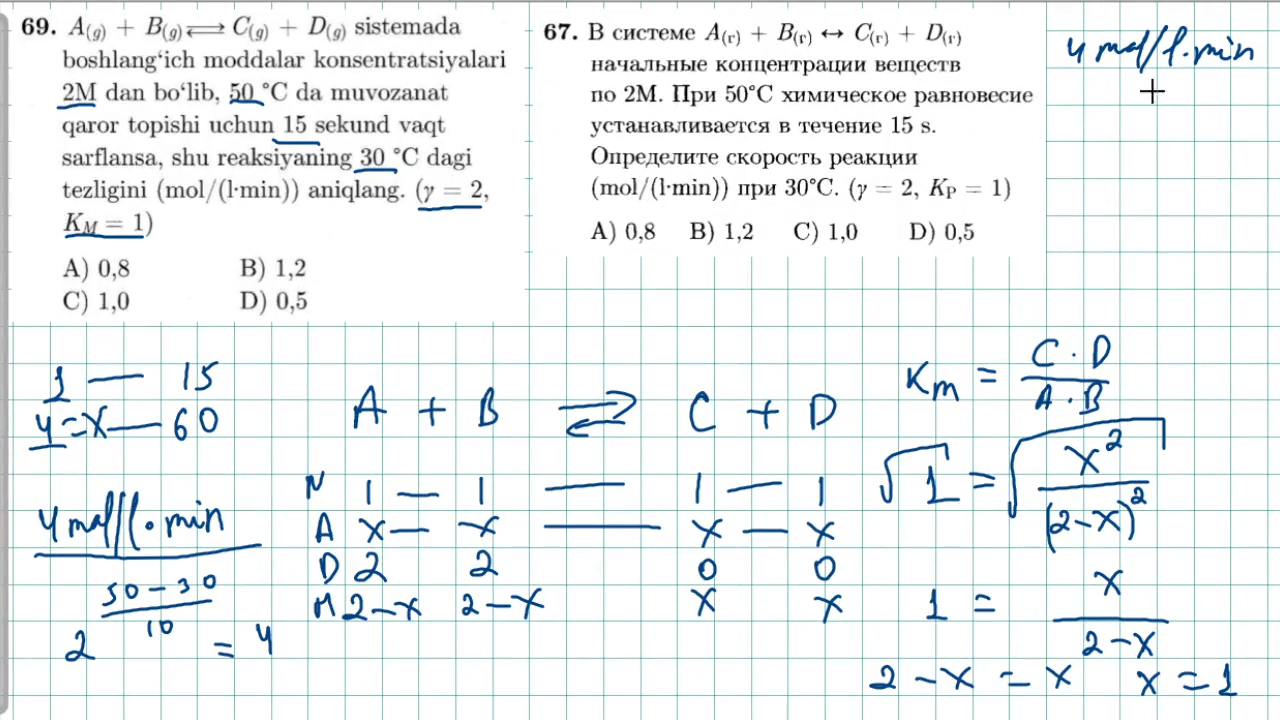 69. A(g) + B(g) ⇌ C(g) + D(g) sistemada
boshlang‘ich moddalar konsentratsiyalari
2M dan bo‘lib, 50 °C da muvozanat
qaror topishi uchun 15 sekund vaqt
sarflansa, shu reaksiyaning 30 °C dagi
tezligini (mol/(l·min)) aniqlang. (γ = 2,
K_M = 1)
A) 0,8 B) 1,2
C) 1,0 D) 0,5
67. В системе A(г) + B(г) ↔ C(г) + D(г)
начальные концентрации веществ
по 2М. При 50°C химическое равновесие
устанавливается в течение 15 s.
Определите скорость реакции
(mol/(l·min)) при 30°C. (γ = 2, K_P = 1)
A) 0,8 B) 1,2 C) 1,0 D) 0,5
4 mol/l·min
1 — 15
4=x — 60
4 mol/l·min
2^((50-30)/10) = 4
A + B ⇌ C + D
N 1 — 1 — 1 — 1
A x — x — x — x
D 2 2 0 0
M 2-x 2-x x x
Km = C·D / A·B
√1 = √(x² / (2-x)²)
1 = x / 2-x
2-x = x x = 1